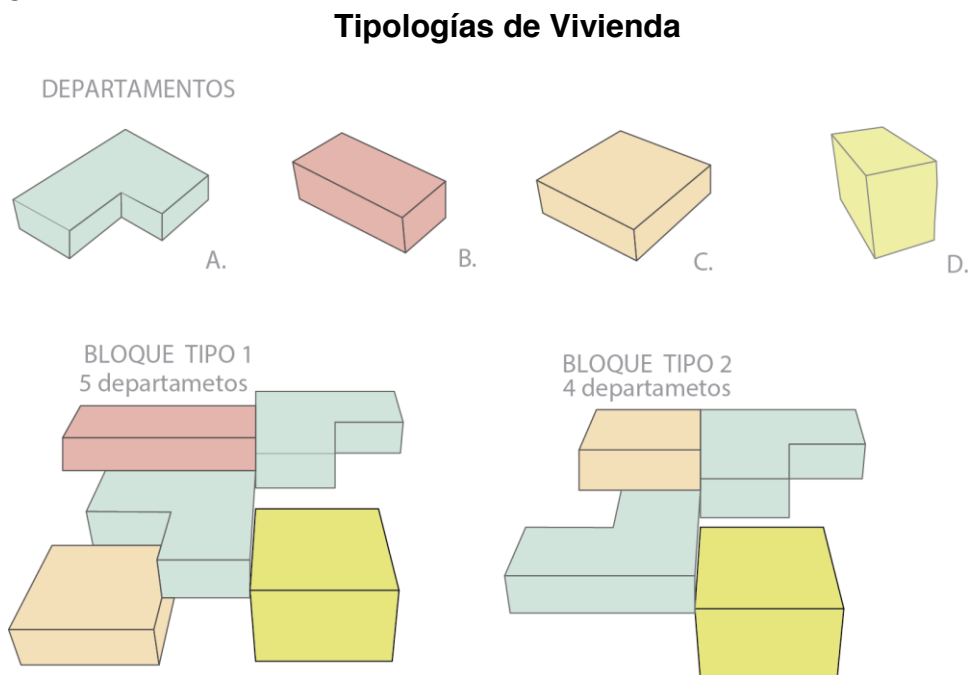 Tipologías de Vivienda
DEPARTAMENTOS
A.
B.
C.
D.
BLOQUE TIPO 1
5 departametos
BLOQUE TIPO 2
4 departametos